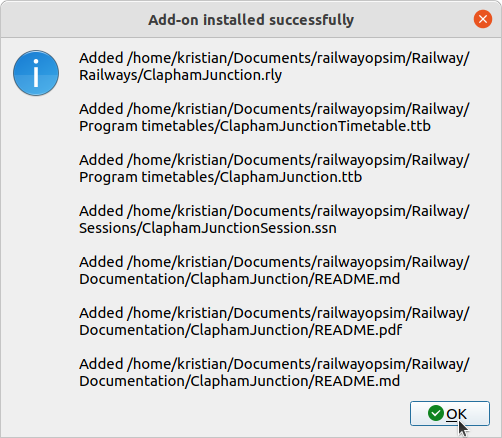 Add-on installed successfully
Added /home/kristian/Documents/railwayopsim/Railway/
Railways/ClaphamJunction.rly
Added /home/kristian/Documents/railwayopsim/Railway/
Program timetables/ClaphamJunctionTimetable.ttb
Added /home/kristian/Documents/railwayopsim/Railway/
Program timetables/ClaphamJunction.ttb
Added /home/kristian/Documents/railwayopsim/Railway/
Sessions/ClaphamJunctionSession.ssn
Added /home/kristian/Documents/railwayopsim/Railway/
Documentation/ClaphamJunction/README.md
Added /home/kristian/Documents/railwayopsim/Railway/
Documentation/ClaphamJunction/README.pdf
Added /home/kristian/Documents/railwayopsim/Railway/
Documentation/ClaphamJunction/README.md
OK